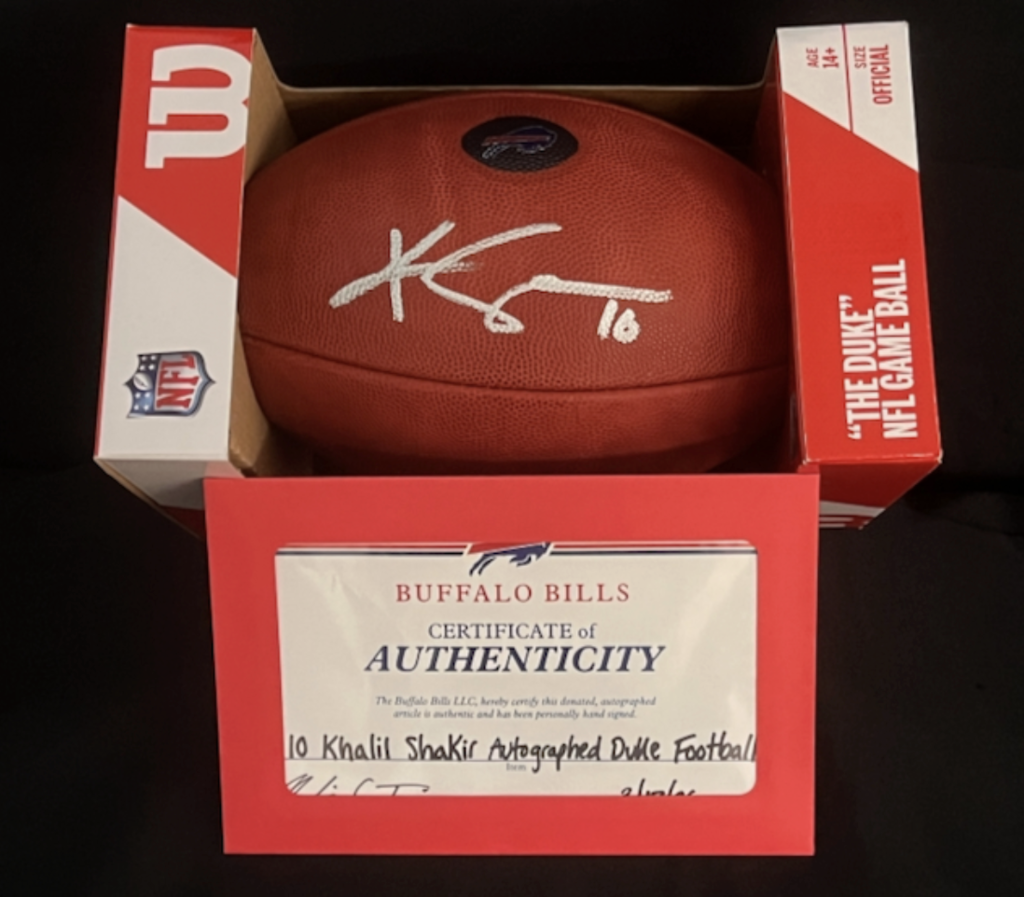 W
NFL
AGE
14+
SIZE
OFFICIAL
"THE DUKE"
NFL GAME BALL
10
BUFFALO BILLS
CERTIFICATE of
AUTHENTICITY
The Buffalo Bills LLC, hereby certify this donated, autographed
article is authentic and has been personally hand signed.
10 Khalil Shakir Autographed Duke Football
Item